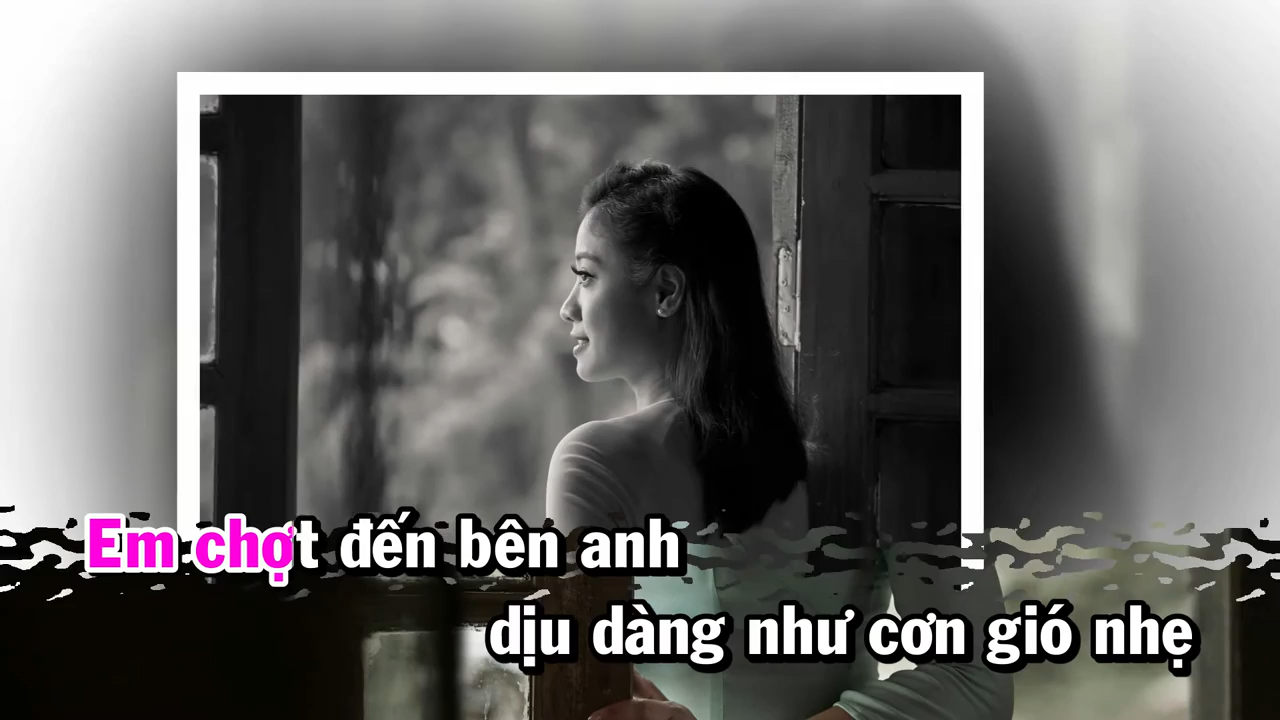 Em chợt đến bên anh
dịu dàng như cơn gió nhẹ